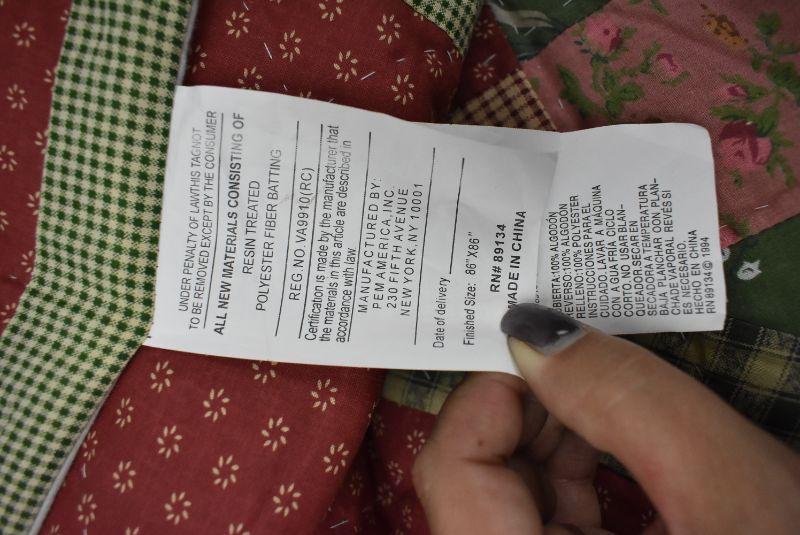 UNDER PENALTY OF LAWTHIS TAGNOT
TO BE REMOVED EXCEPT BY THE CONSUMER
ALL NEW MATERIALS CONSISTING OF
RESIN TREATED
POLYESTER FIBER BATTING
REG.NO. VA9910(RC)
Certification is made by the manufacturer that
the materials in this article are described in
accordance with law.
MANUFACTURED BY:
PEM AMERICA, INC.
230 FIFTH AVENUE
NEW YORK, NY 10001
Date of delivery
Finished Size: 86"X86"
RN# 89134
MADE IN CHINA
CUBIERTA:100% ALGODON
REVERSO:100% ALGODON
RELLENO:100% POLYESTER
INSTRUCCIONES PARA EL
CUIDADO: LAVAR A MAQUINA
EN AGUA FRIA CICLO
CORTO. NO USAR BLAN-
QUEADOR. SECAR EN
SECADORA A TEMPERATURA
BAJA PLANCHAR CON PLAN-
CHA DE VAPOR AL REVES SI
ES NECESARIO.
HECHO EN CHINA
RN 89134 © 1994